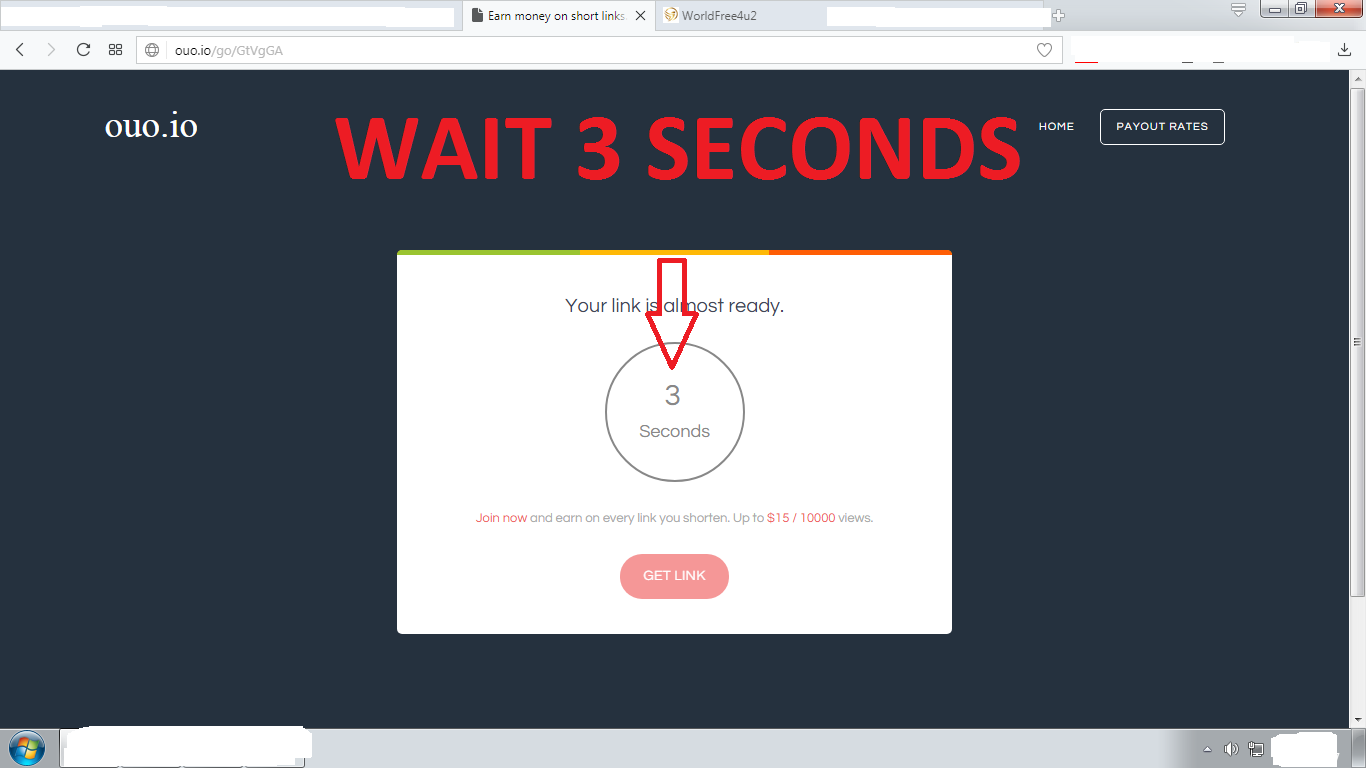 Earn money on short links
WorldFree4u2
ouo.io/go/GtVgGA
ouo.io
WAIT 3 SECONDS
HOME
PAYOUT RATES
Your link is almost ready.
3
Seconds
Join now and earn on every link you shorten. Up to $15 / 10000 views.
GET LINK